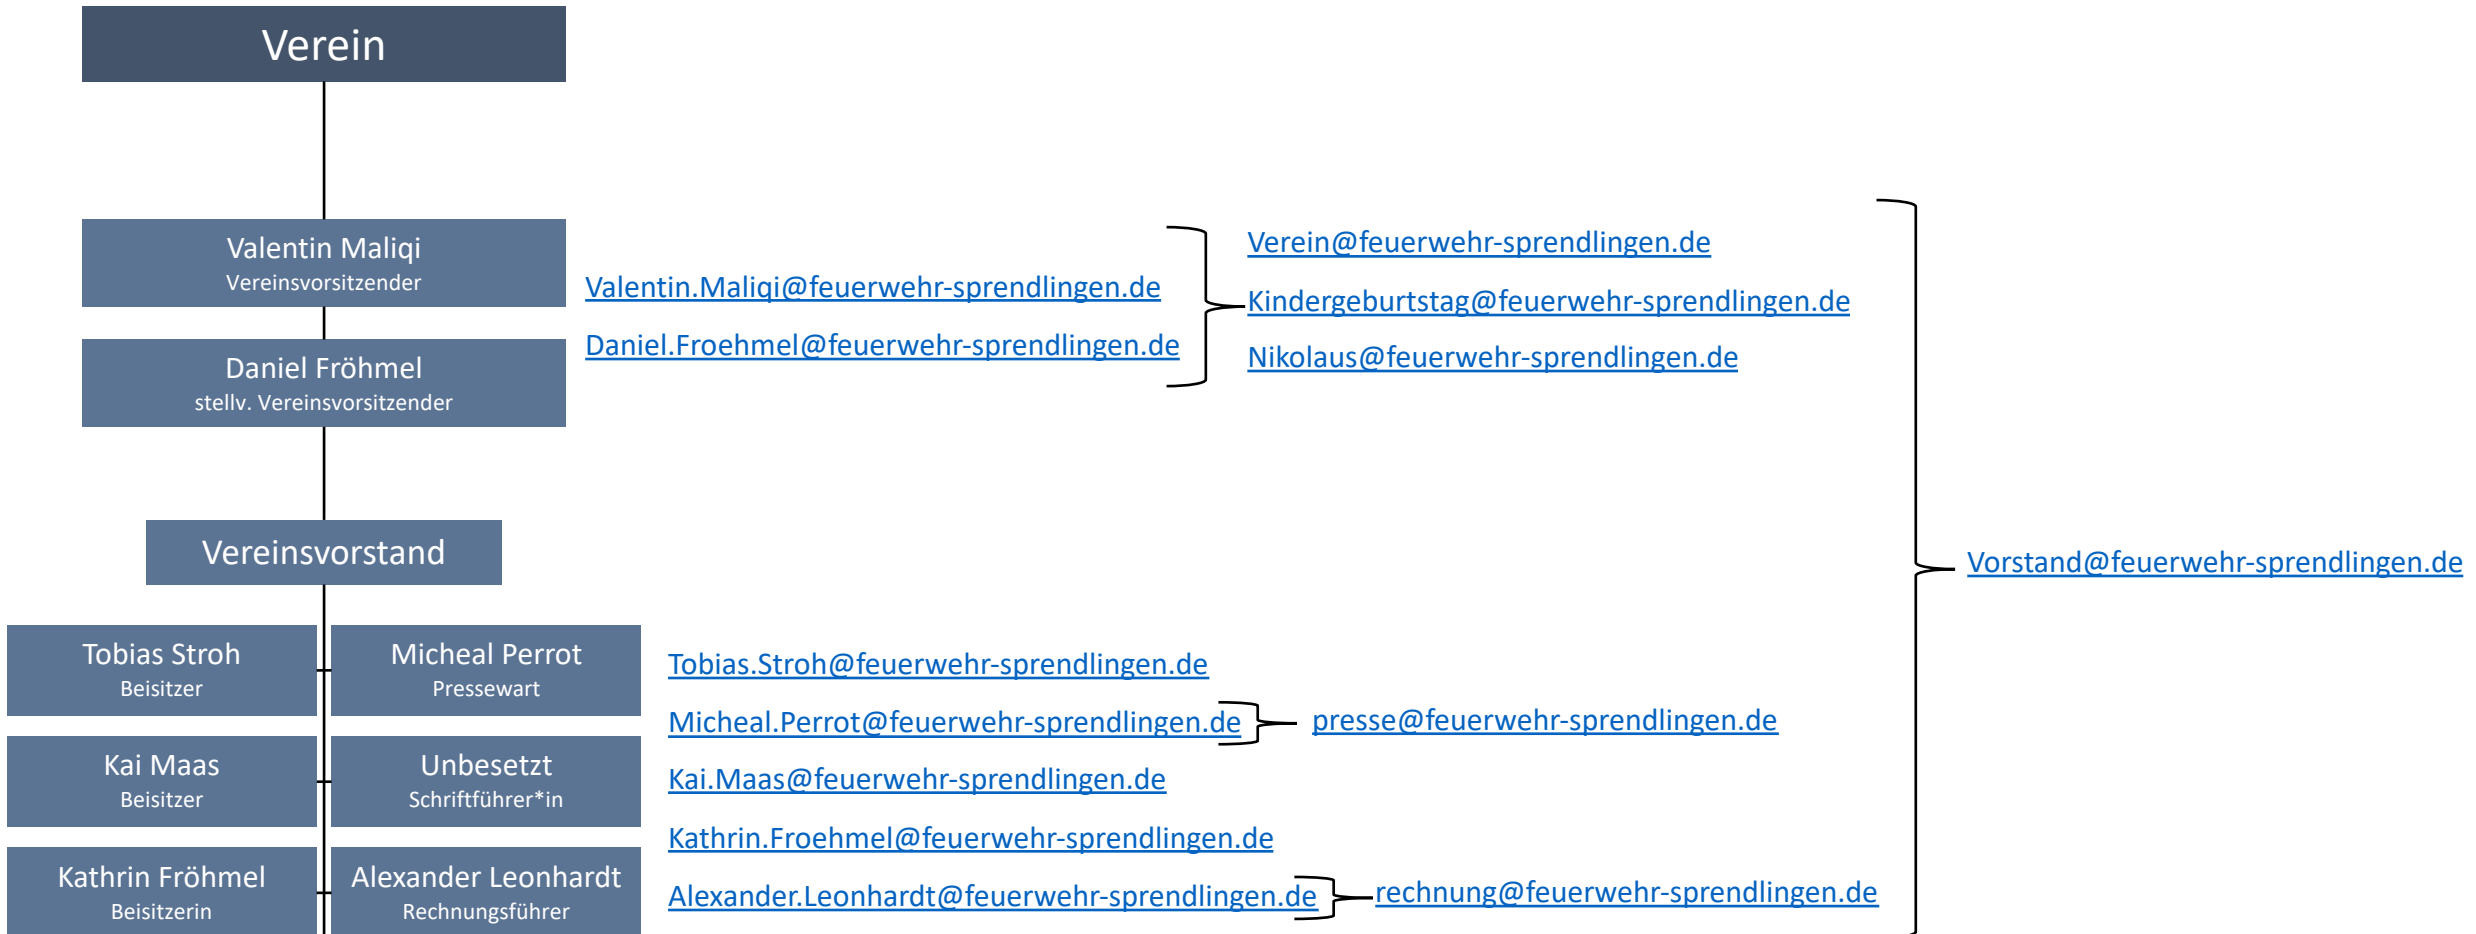 Verein
Valentin Maliqi
Vereinsvorsitzender
Daniel Fröhmel
stellv. Vereinsvorsitzender
Valentin.Maliqi@feuerwehr-sprendlingen.de
Daniel.Froehmel@feuerwehr-sprendlingen.de
Verein@feuerwehr-sprendlingen.de
Kindergeburtstag@feuerwehr-sprendlingen.de
Nikolaus@feuerwehr-sprendlingen.de
Vereinsvorstand
Vorstand@feuerwehr-sprendlingen.de
Tobias Stroh
Beisitzer
Micheal Perrot
Pressewart
Kai Maas
Beisitzer
Unbesetzt
Schriftführer*in
Kathrin Fröhmel
Beisitzerin
Alexander Leonhardt
Rechnungsführer
Tobias.Stroh@feuerwehr-sprendlingen.de
Micheal.Perrot@feuerwehr-sprendlingen.de
presse@feuerwehr-sprendlingen.de
Kai.Maas@feuerwehr-sprendlingen.de
Kathrin.Froehmel@feuerwehr-sprendlingen.de
Alexander.Leonhardt@feuerwehr-sprendlingen.de
rechnung@feuerwehr-sprendlingen.de